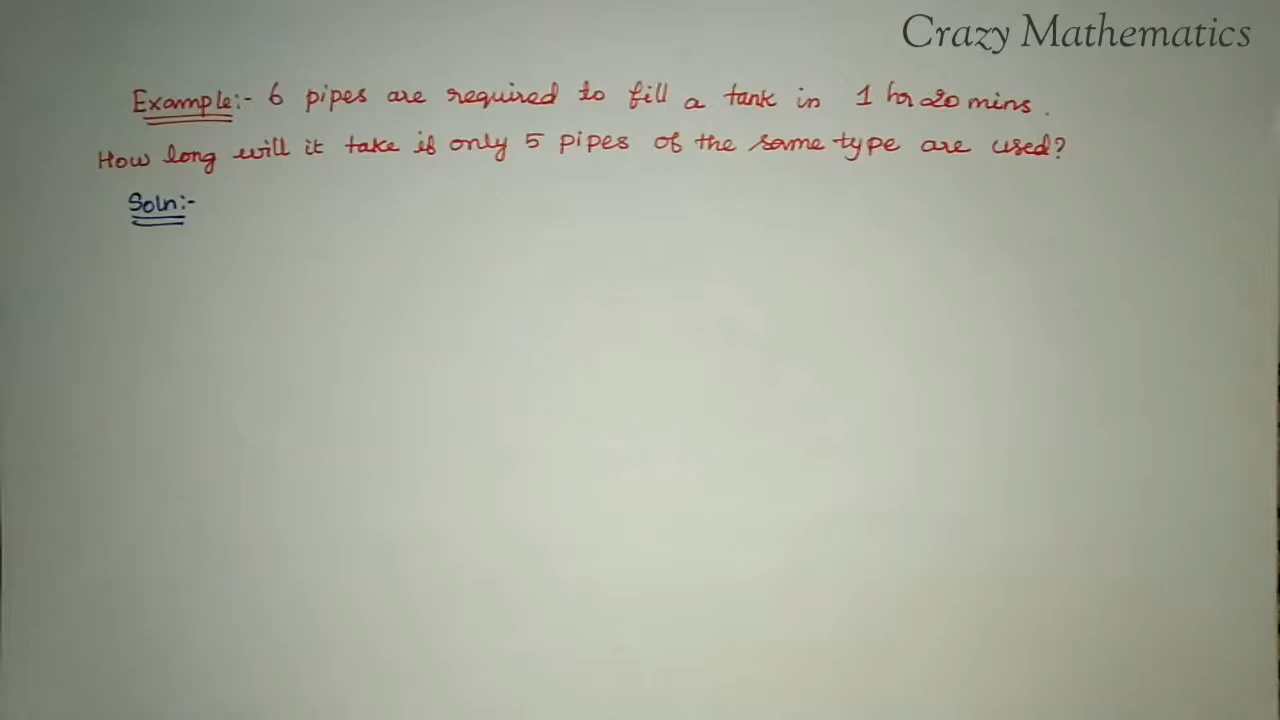 Crazy Mathematics
Example:- 6 pipes are required to fill a tank in 1 hr 20 mins.
How long will it take if only 5 pipes of the same type are used?
Soln:-